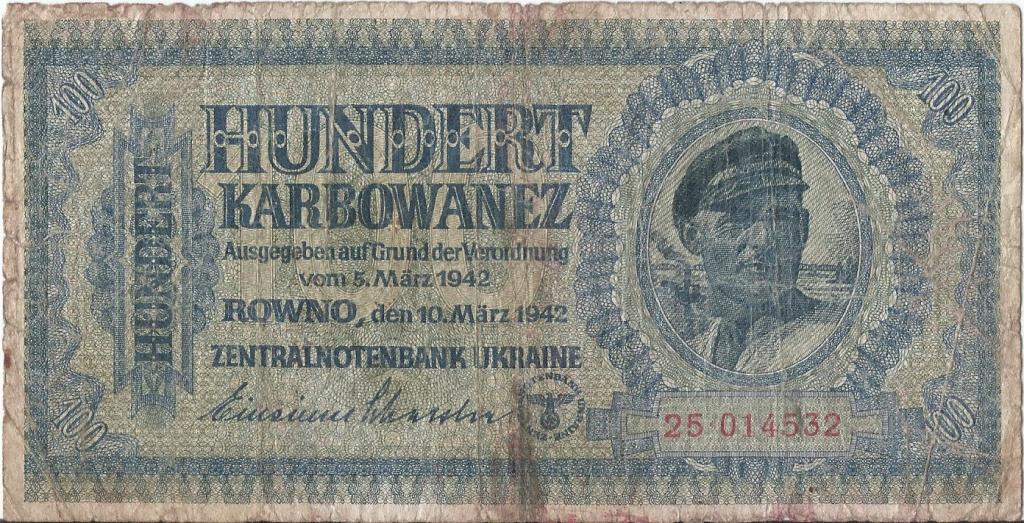 100
100
HUNDERT
HUNDERT
KARBOWANEZ
Ausgegeben auf Grund der Verordnung
vom 5. März 1942
ROWNO, den 10. März 1942
ZENTRALNOTENBANK UKRAINE
25·014532
100
100